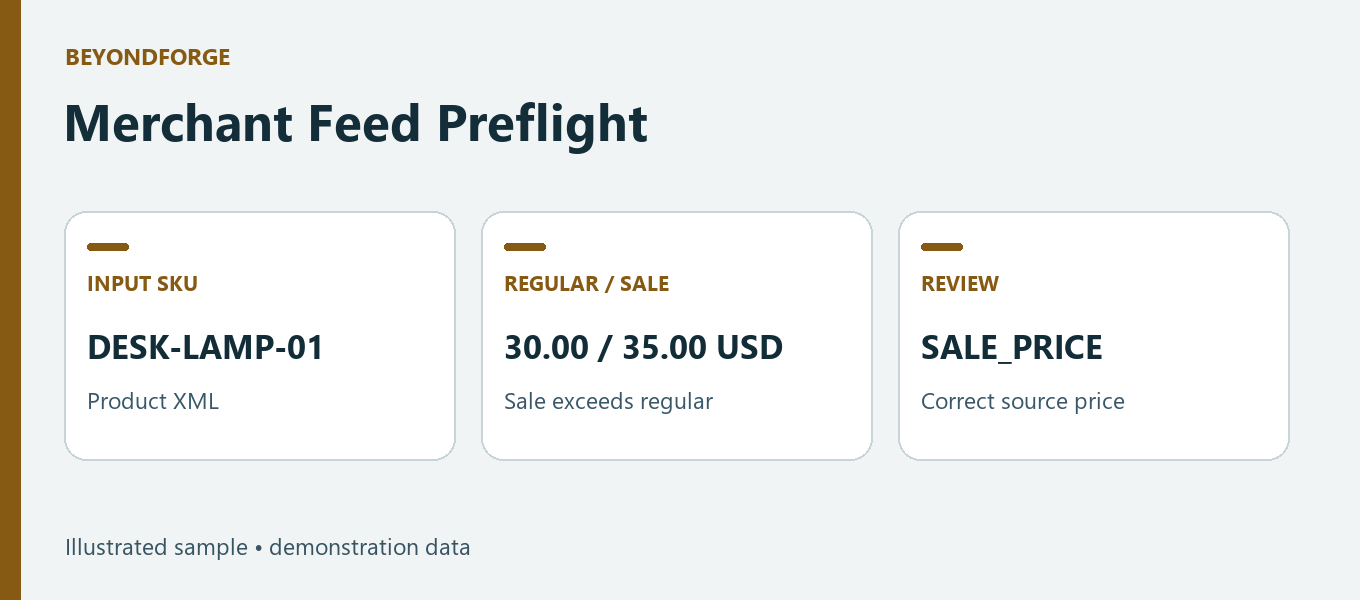 BEYONDFORGE
Merchant Feed Preflight
INPUT SKU
DESK-LAMP-01
Product XML
REGULAR / SALE
30.00 / 35.00 USD
Sale exceeds regular
REVIEW
SALE_PRICE
Correct source price
Illustrated sample • demonstration data